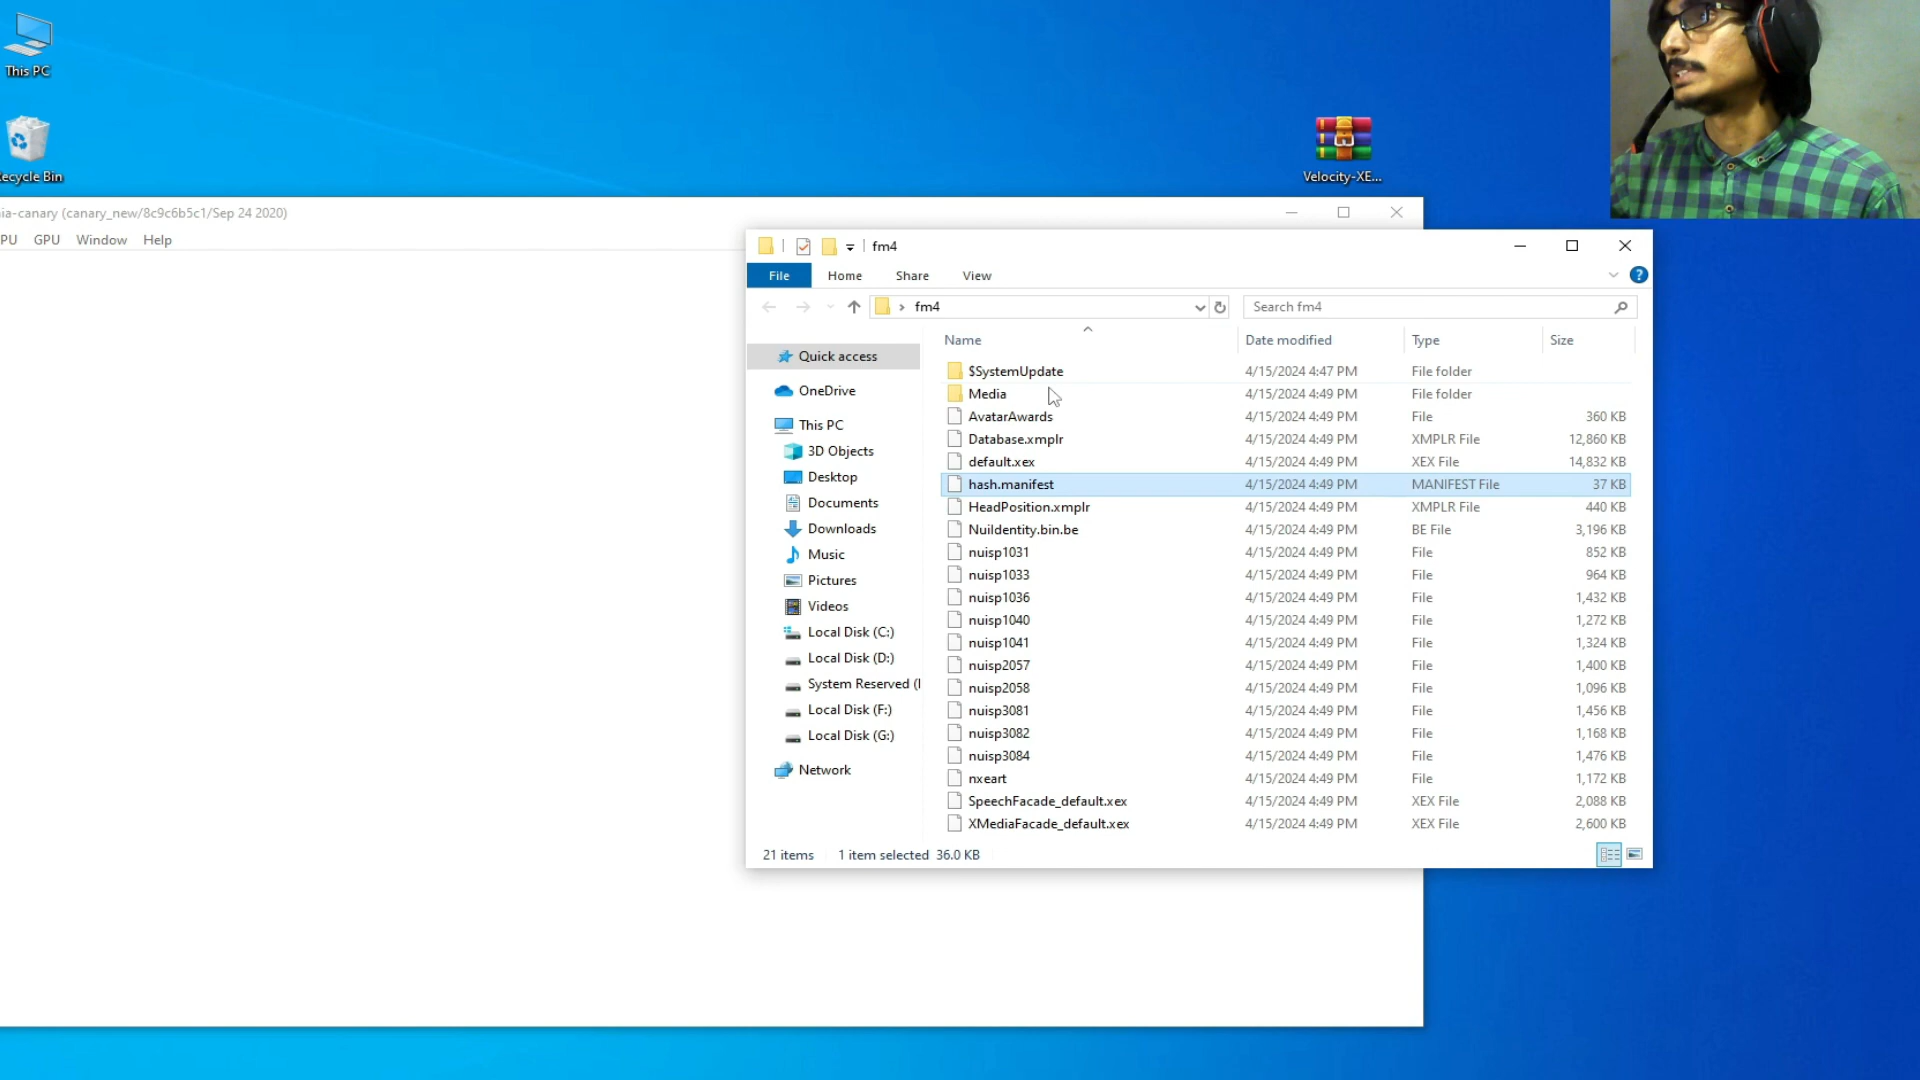 This PC
ecycle Bin
Velocity-XE...
ia-canary (canary_new/8c9c6b5c1/Sep 24 2020)
PU GPU Window Help
fm4
File Home Share View
fm4
Search fm4
Name Date modified Type Size
Quick access
OneDrive
This PC
3D Objects
Desktop
Documents
Downloads
Music
Pictures
Videos
Local Disk (C:)
Local Disk (D:)
System Reserved (
Local Disk (F:)
Local Disk (G:)
Network
$SystemUpdate 4/15/2024 4:47 PM File folder
Media 4/15/2024 4:49 PM File folder
AvatarAwards 4/15/2024 4:49 PM File 360 KB
Database.xmplr 4/15/2024 4:49 PM XMPLR File 12,860 KB
default.xex 4/15/2024 4:49 PM XEX File 14,832 KB
hash.manifest 4/15/2024 4:49 PM MANIFEST File 37 KB
HeadPosition.xmplr 4/15/2024 4:49 PM XMPLR File 440 KB
NuiIdentity.bin.be 4/15/2024 4:49 PM BE File 3,196 KB
nuisp1031 4/15/2024 4:49 PM File 852 KB
nuisp1033 4/15/2024 4:49 PM File 964 KB
nuisp1036 4/15/2024 4:49 PM File 1,432 KB
nuisp1040 4/15/2024 4:49 PM File 1,272 KB
nuisp1041 4/15/2024 4:49 PM File 1,324 KB
nuisp2057 4/15/2024 4:49 PM File 1,400 KB
nuisp2058 4/15/2024 4:49 PM File 1,096 KB
nuisp3081 4/15/2024 4:49 PM File 1,456 KB
nuisp3082 4/15/2024 4:49 PM File 1,168 KB
nuisp3084 4/15/2024 4:49 PM File 1,476 KB
nxeart 4/15/2024 4:49 PM File 1,172 KB
SpeechFacade_default.xex 4/15/2024 4:49 PM XEX File 2,088 KB
XMediaFacade_default.xex 4/15/2024 4:49 PM XEX File 2,600 KB
21 items 1 item selected 36.0 KB